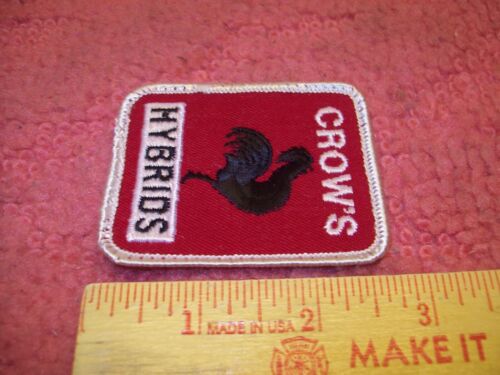 CROW'S
HYBRIDS
1 MADE IN USA 2 3
MAKE IT